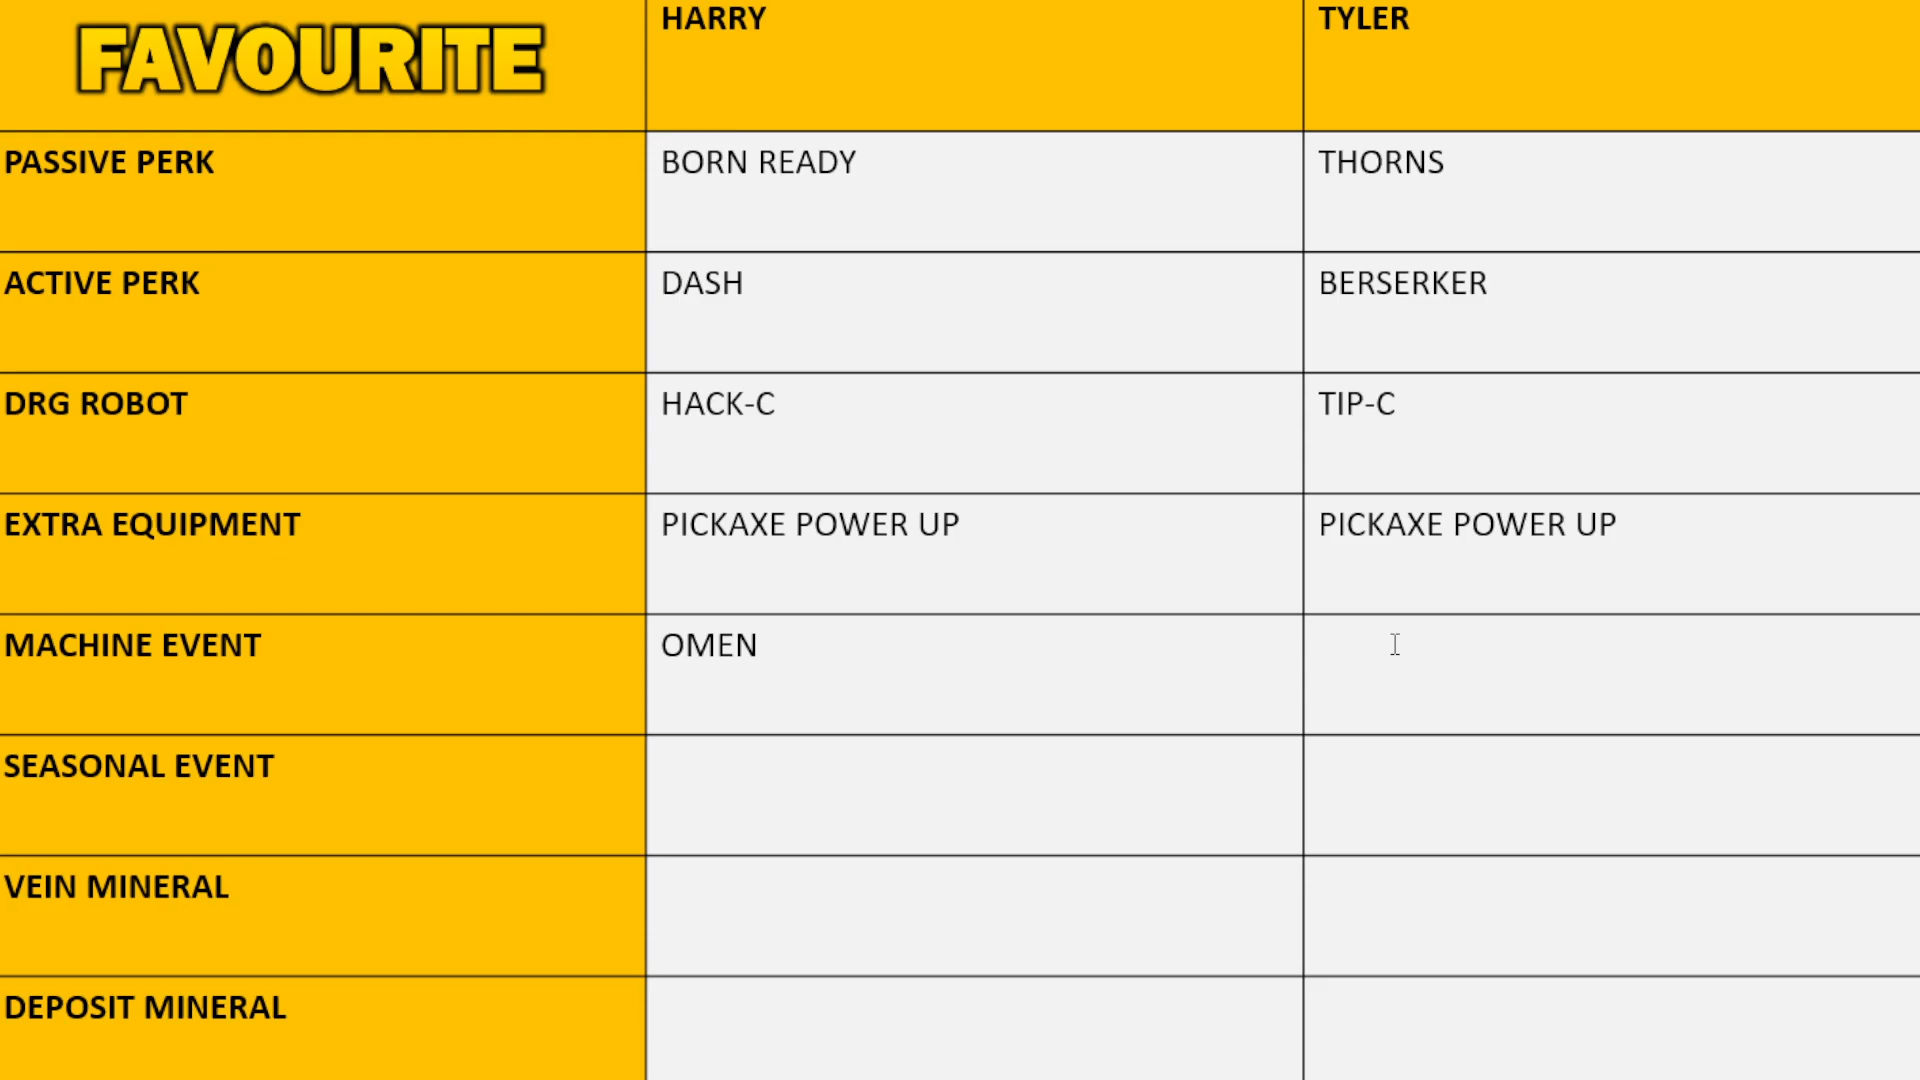 FAVOURITE
HARRY
TYLER
PASSIVE PERK
BORN READY
THORNS
ACTIVE PERK
DASH
BERSERKER
DRG ROBOT
HACK-C
TIP-C
EXTRA EQUIPMENT
PICKAXE POWER UP
PICKAXE POWER UP
MACHINE EVENT
OMEN
SEASONAL EVENT
VEIN MINERAL
DEPOSIT MINERAL